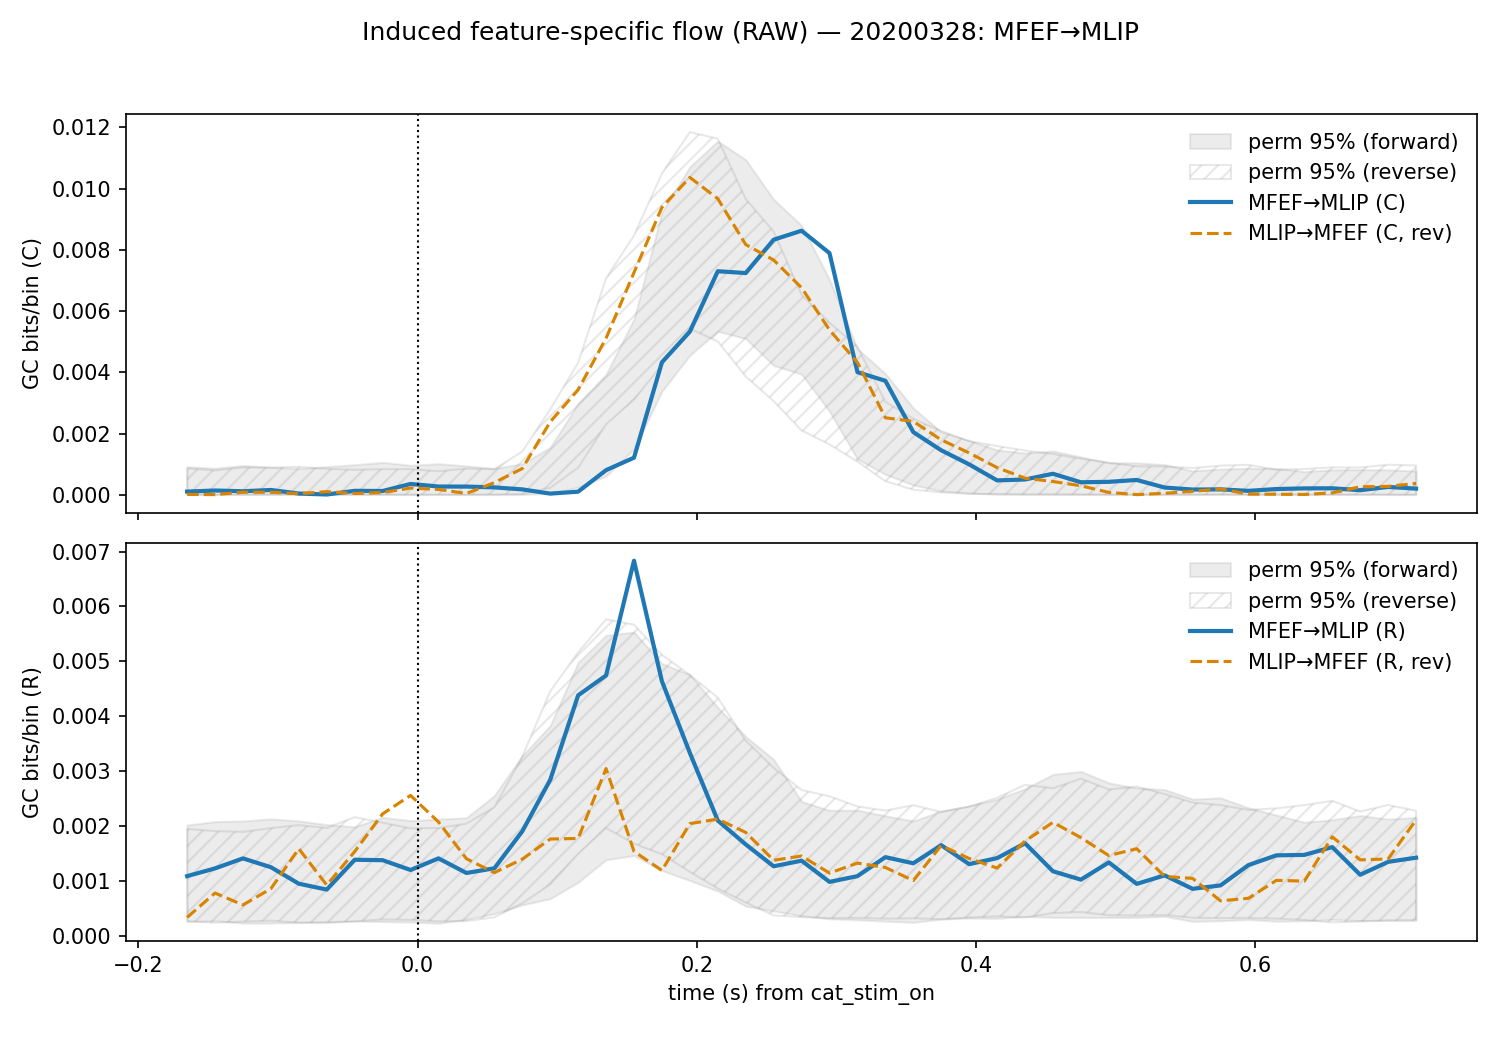 Induced feature-specific flow (RAW) — 20200328: MFEF→MLIP
GC bits/bin (C)
0.012
0.010
0.008
0.006
0.004
0.002
0.000
perm 95% (forward)
perm 95% (reverse)
MFEF→MLIP (C)
MLIP→MFEF (C, rev)
GC bits/bin (R)
0.007
0.006
0.005
0.004
0.003
0.002
0.001
0.000
perm 95% (forward)
perm 95% (reverse)
MFEF→MLIP (R)
MLIP→MFEF (R, rev)
−0.2 0.0 0.2 0.4 0.6
time (s) from cat_stim_on